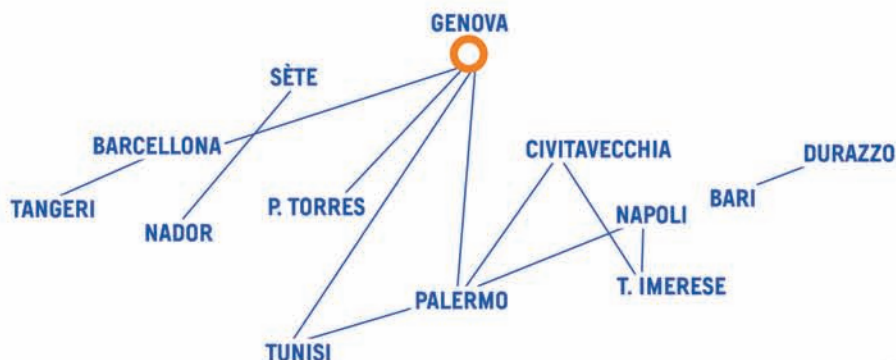 GENOVA
SÈTE
BARCELLONA
CIVITAVECCHIA
DURAZZO
TANGERI
NADOR
P. TORRES
NAPOLI
BARI
PALERMO
T. IMERESE
TUNISI